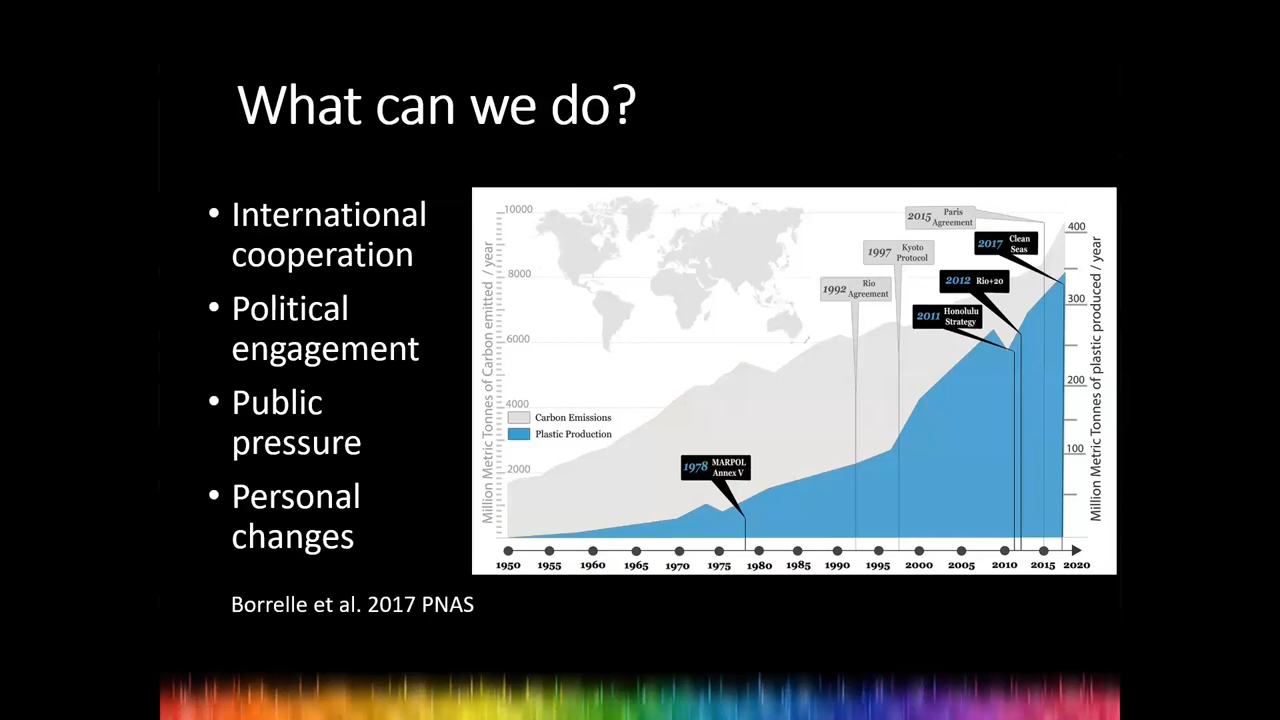 What can we do?
• International
cooperation
• Political
engagement
• Public
pressure
• Personal
changes
Borrelle et al. 2017 PNAS
Million Metric Tonnes of Carbon emitted / year
10000
8000
6000
4000
2000
Carbon Emissions
Plastic Production
1978 MARPOL
Annex V
1992 Rio
Agreement
1997 Kyoto
Protocol
2015 Paris
Agreement
2011 Honolulu
Strategy
2012 Rio+20
2017 Clean
Seas
400
300
200
100
Million Metric Tonnes of plastic produced / year
1950 1955 1960 1965 1970 1975 1980 1985 1990 1995 2000 2005 2010 2015 2020